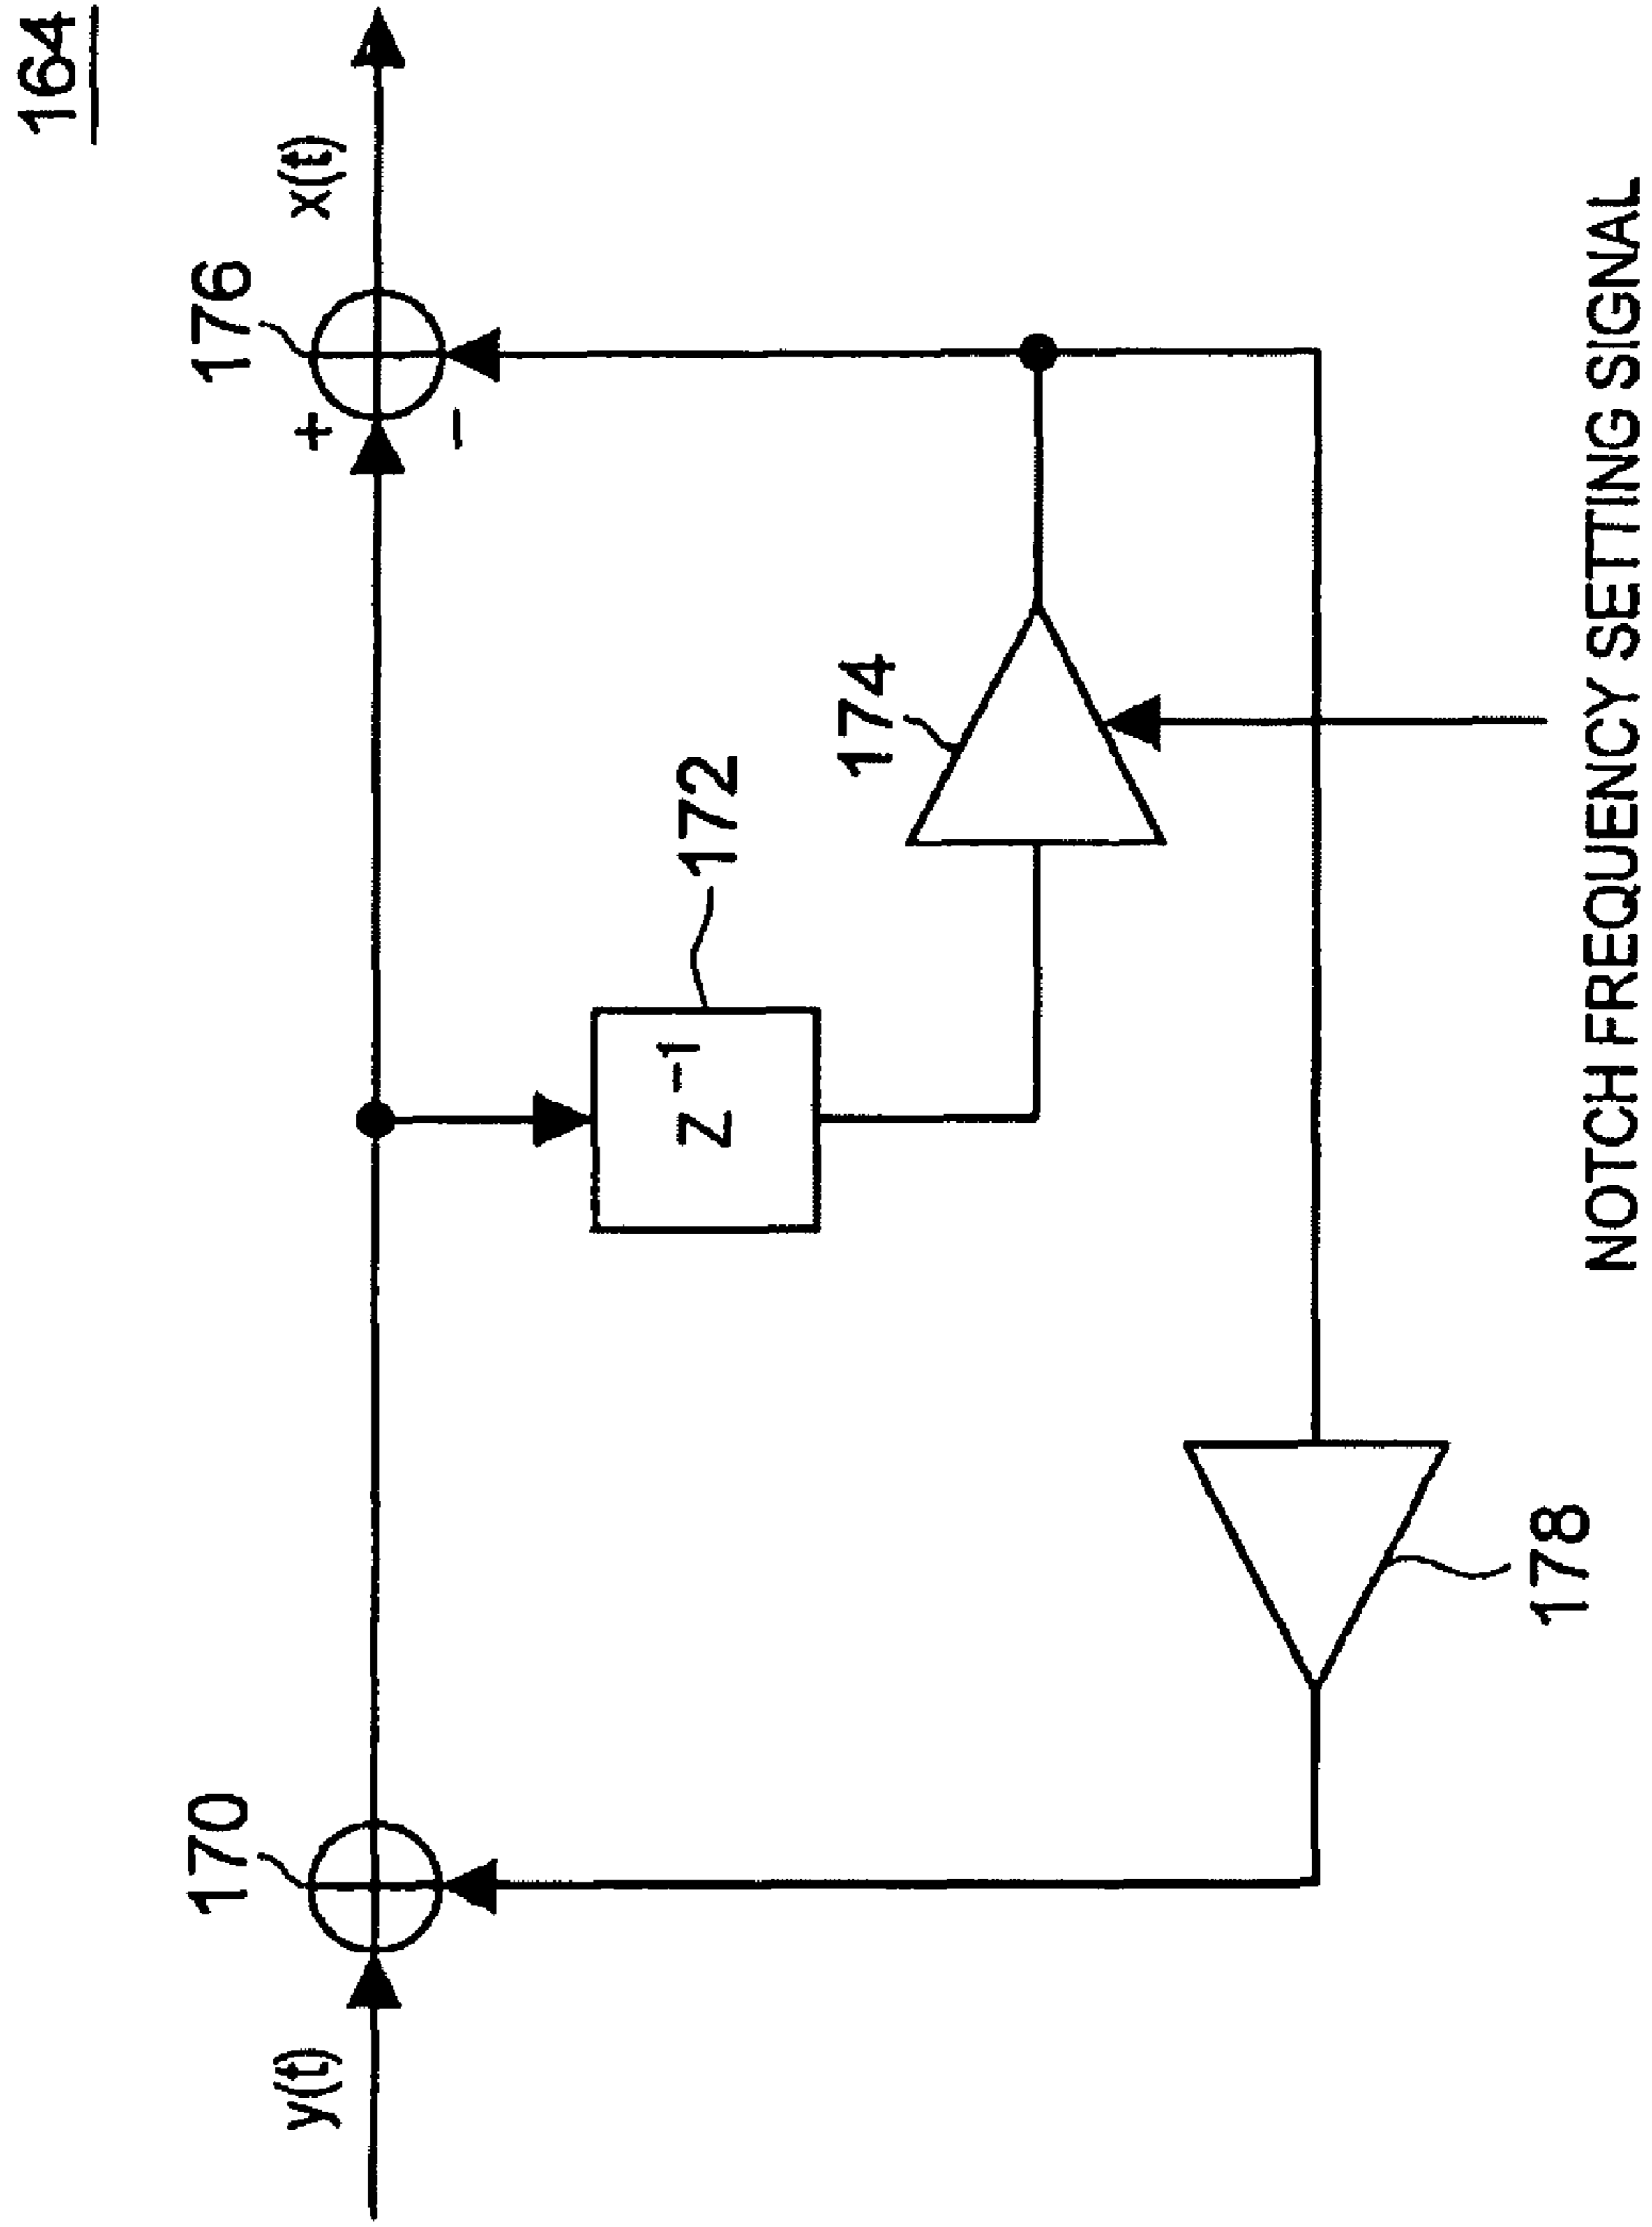 164
y(t)
170
176
x(t)
+
−
Z⁻¹
172
174
178
NOTCH FREQUENCY SETTING SIGNAL